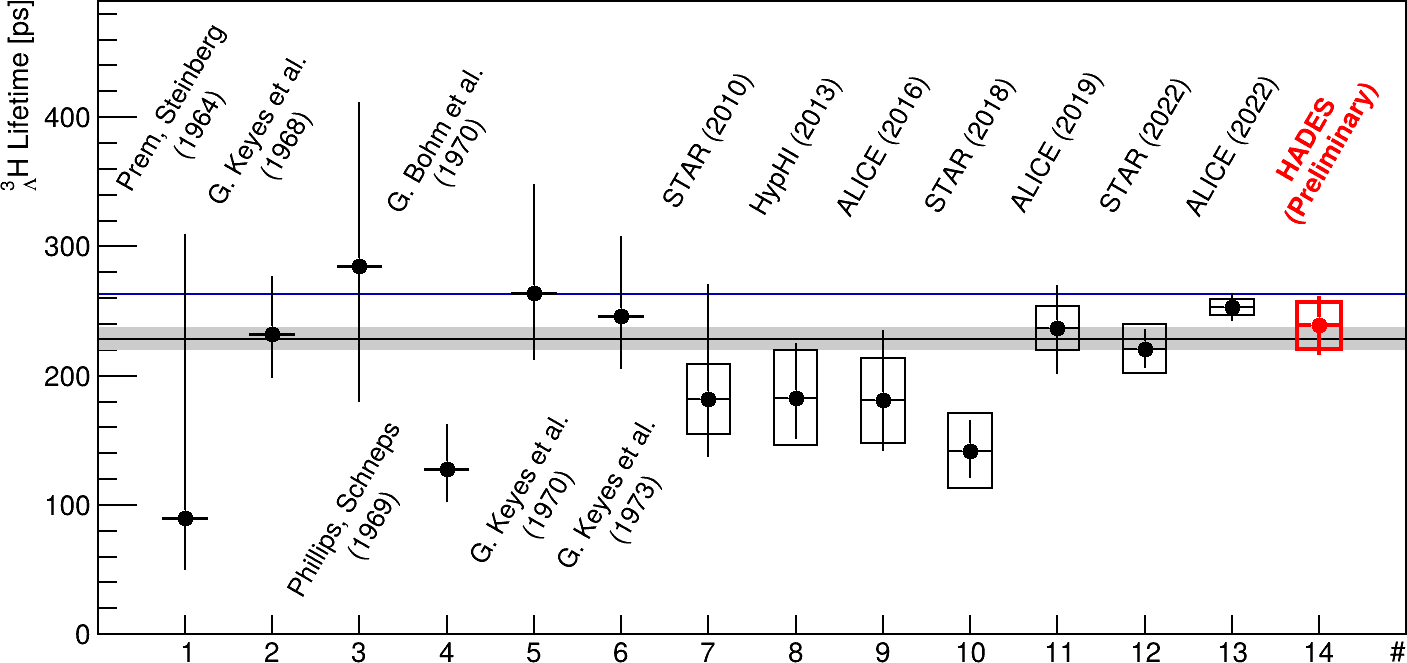 ³ΛH Lifetime [ps]
400
300
200
100
0
Prem, Steinberg
(1964)
G. Keyes et al.
(1968)
G. Bohm et al.
(1970)
STAR (2010)
HypHI (2013)
ALICE (2016)
STAR (2018)
ALICE (2019)
STAR (2022)
ALICE (2022)
HADES
(Preliminary)
Phillips, Schneps
(1969)
G. Keyes et al.
(1970)
G. Keyes et al.
(1973)
1 2 3 4 5 6 7 8 9 10 11 12 13 14 #